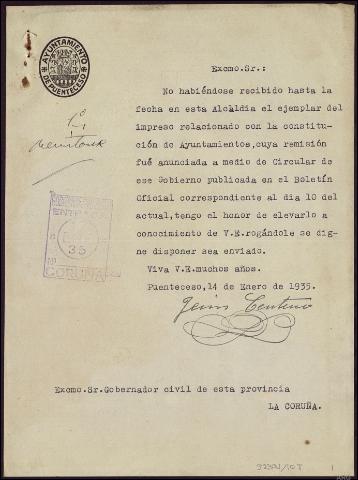 AYUNTAMIENTO
DE PUENTECESO
Excmo.Sr.:
No habiéndose recibido hasta la
fecha en esta Alcaldia el ejemplar del
impreso relacionado con la constitu-
ción de Ayuntamientos,cuya remisión
fué anunciada a medio de Circular de
ese Gobierno publicada en el Boletín
Oficial correspondiente al dia 10 del
actual,tengo el honor de elevarlo a
conocimiento de V.E.rogándole se dig-
ne disponer sea enviado.
Viva V.E.muchos años.
Puenteceso, 14 de Enero de 1935.
ENTRADA
35
CORUÑA
Excmo.Sr.Gobernador civil de esta provincia
LA CORUÑA.
1